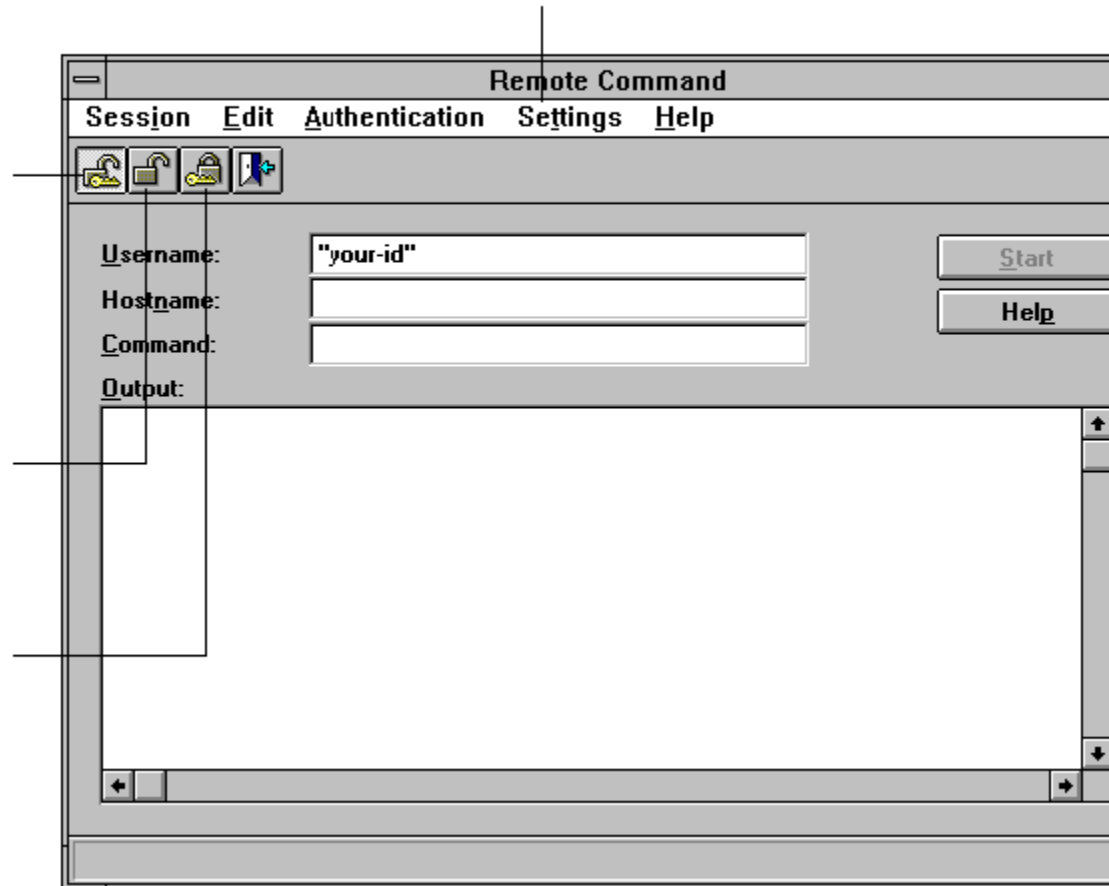 Remote Command
Session Edit Authentication Settings Help
Username: "your-id" Start
Hostname: Help
Command:
Output: